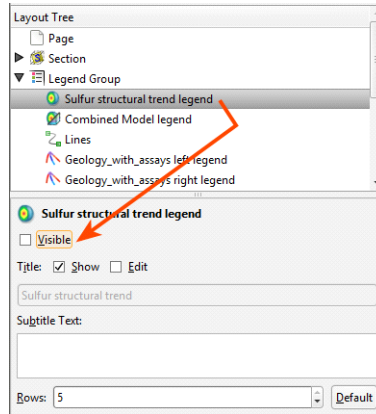 Layout Tree
Page
Section
Legend Group
Sulfur structural trend legend
Combined Model legend
Lines
Geology_with_assays left legend
Geology_with_assays right legend
Sulfur structural trend legend
Visible
Title: Show Edit
Sulfur structural trend
Subtitle Text:
Rows: 5 Default